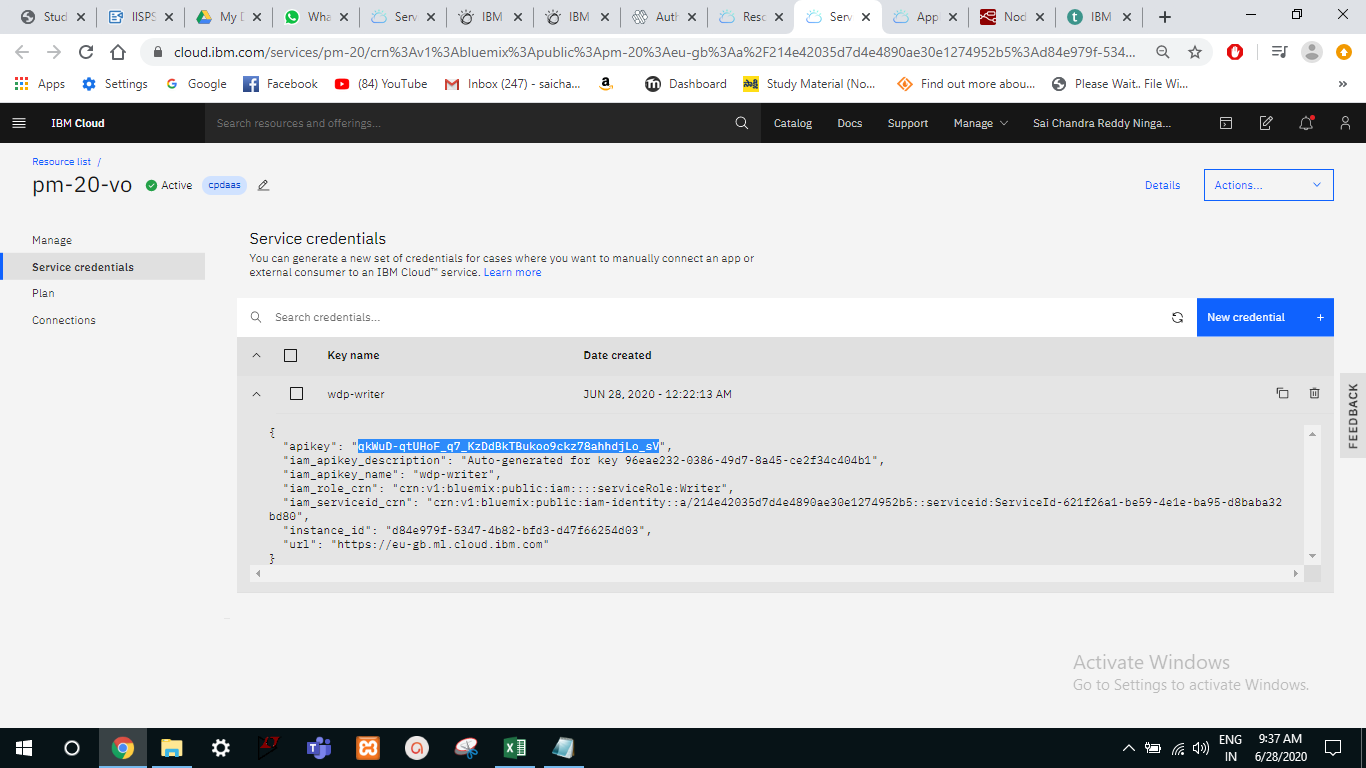 Stud
IISPS
My D
Wha
Serv
IBM
IBM
Auth
Reso
Serv
App
Nod
IBM
cloud.ibm.com/services/pm-20/crn%3Av1%3Abluemix%3Apublic%3Apm-20%3Aeu-gb%3Aa%2F214e42035d7d4e4890ae30e1274952b5%3Ad84e979f-534...
Apps
Settings
Google
Facebook
(84) YouTube
Inbox (247) - saicha...
Dashboard
Study Material (No...
Find out more abou...
Please Wait.. File Wi...
IBM Cloud
Search resources and offerings...
Catalog
Docs
Support
Manage
Sai Chandra Reddy Ninga...
Resource list /
pm-20-vo
Active
cpdaas
Details
Actions...
Manage
Service credentials
Plan
Connections
Service credentials
You can generate a new set of credentials for cases where you want to manually connect an app or
external consumer to an IBM Cloud™ service. Learn more
Search credentials...
New credential +
Key name
Date created
wdp-writer
JUN 28, 2020 - 12:22:13 AM
{
"apikey": "qkWuD-qtUHoF_q7_KzDdBkTBukoo9ckz78ahhdjLo_sV",
"iam_apikey_description": "Auto-generated for key 96eae232-0386-49d7-8a45-ce2f34c404b1",
"iam_apikey_name": "wdp-writer",
"iam_role_crn": "crn:v1:bluemix:public:iam::::serviceRole:Writer",
"iam_serviceid_crn": "crn:v1:bluemix:public:iam-identity::a/214e42035d7d4e4890ae30e1274952b5::serviceid:ServiceId-621f26a1-be59-4e1e-ba95-d8baba32
bd80",
"instance_id": "d84e979f-5347-4b82-bfd3-d47f66254d03",
"url": "https://eu-gb.ml.cloud.ibm.com"
}
FEEDBACK
Activate Windows
Go to Settings to activate Windows.
ENG
IN
9:37 AM
6/28/2020